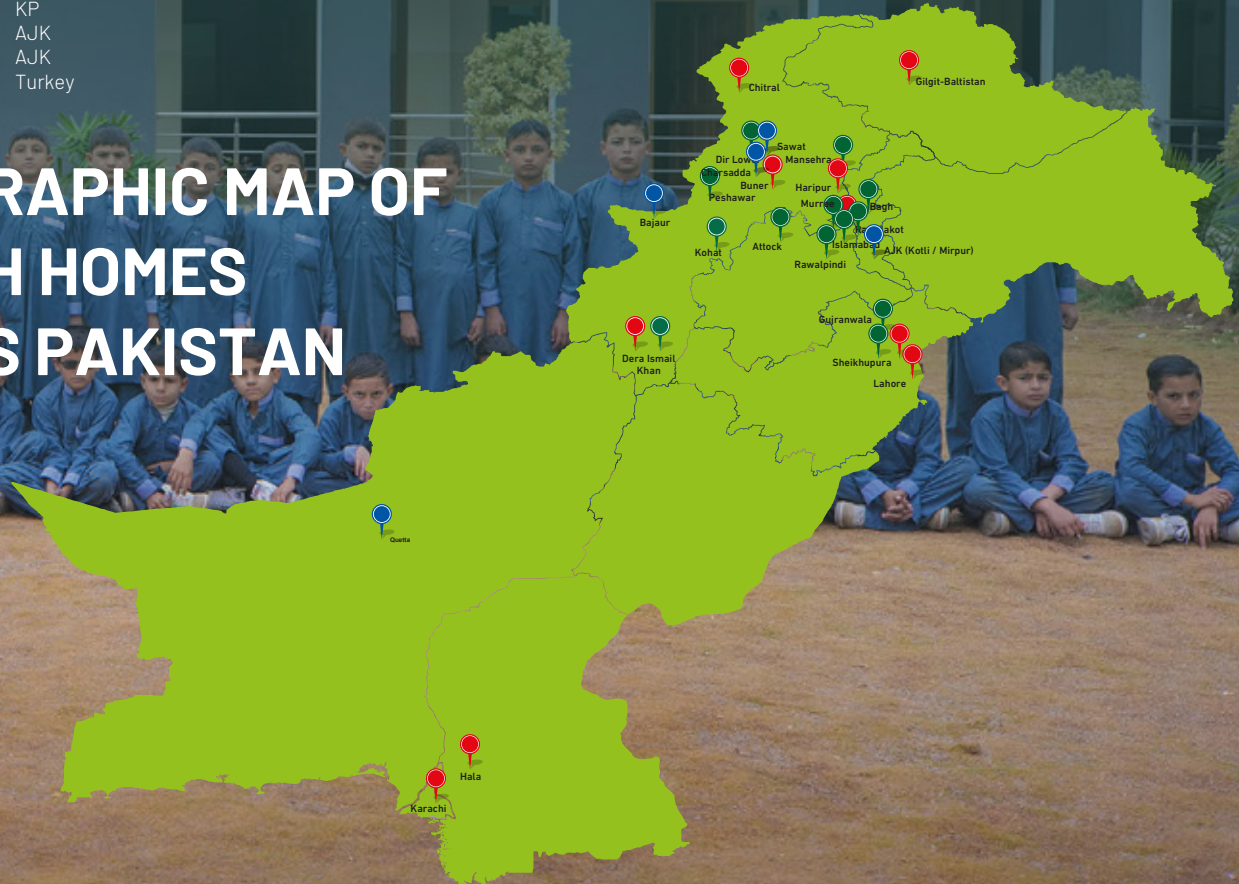 KP
AJK
AJK
Turkey
RAPHIC MAP OF
H HOMES
S PAKISTAN
Chitral
Gilgit-Baltistan
Sawat
Dir Low
Mansehra
Charsadda
Buner
Haripur
Peshawar
Murree
Bagh
Bajaur
akot
Islamabad
Attock
Kohat
AJK (Kotli / Mirpur)
Rawalpindi
Gujranwala
Dera Ismail
Khan
Sheikhupura
Lahore
Quetta
Hala
Karachi